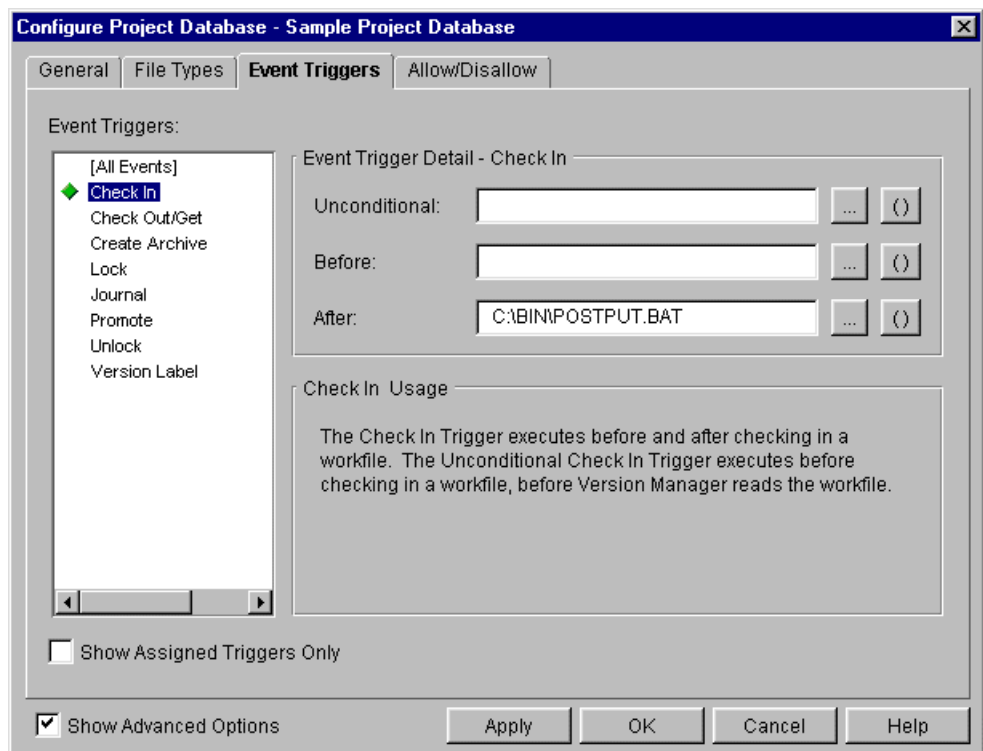 Configure Project Database - Sample Project Database
General File Types Event Triggers Allow/Disallow
Event Triggers:
[All Events]
Check In
Check Out/Get
Create Archive
Lock
Journal
Promote
Unlock
Version Label
Event Trigger Detail - Check In
Unconditional: ... ()
Before: ... ()
After: C:\BIN\POSTPUT.BAT ... ()
Check In Usage
The Check In Trigger executes before and after checking in a
workfile. The Unconditional Check In Trigger executes before
checking in a workfile, before Version Manager reads the workfile.
Show Assigned Triggers Only
Show Advanced Options Apply OK Cancel Help